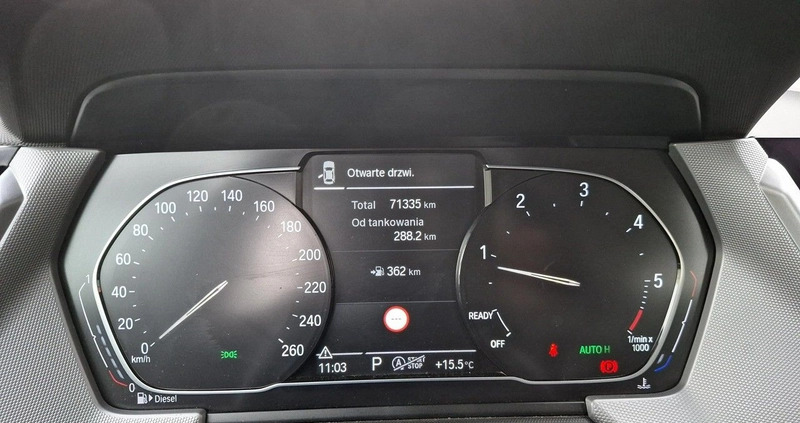 Otwarte drzwi.
Total 71335 km
Od tankowania
288.2 km
362 km
0
20
40
60
80
100
120
140
160
180
200
220
240
260
km/h
1
2
3
4
5
1/min x
1000
READY
OFF
AUTO H
P
11:03
P
START
STOP
+15.5°C
1
0
Diesel